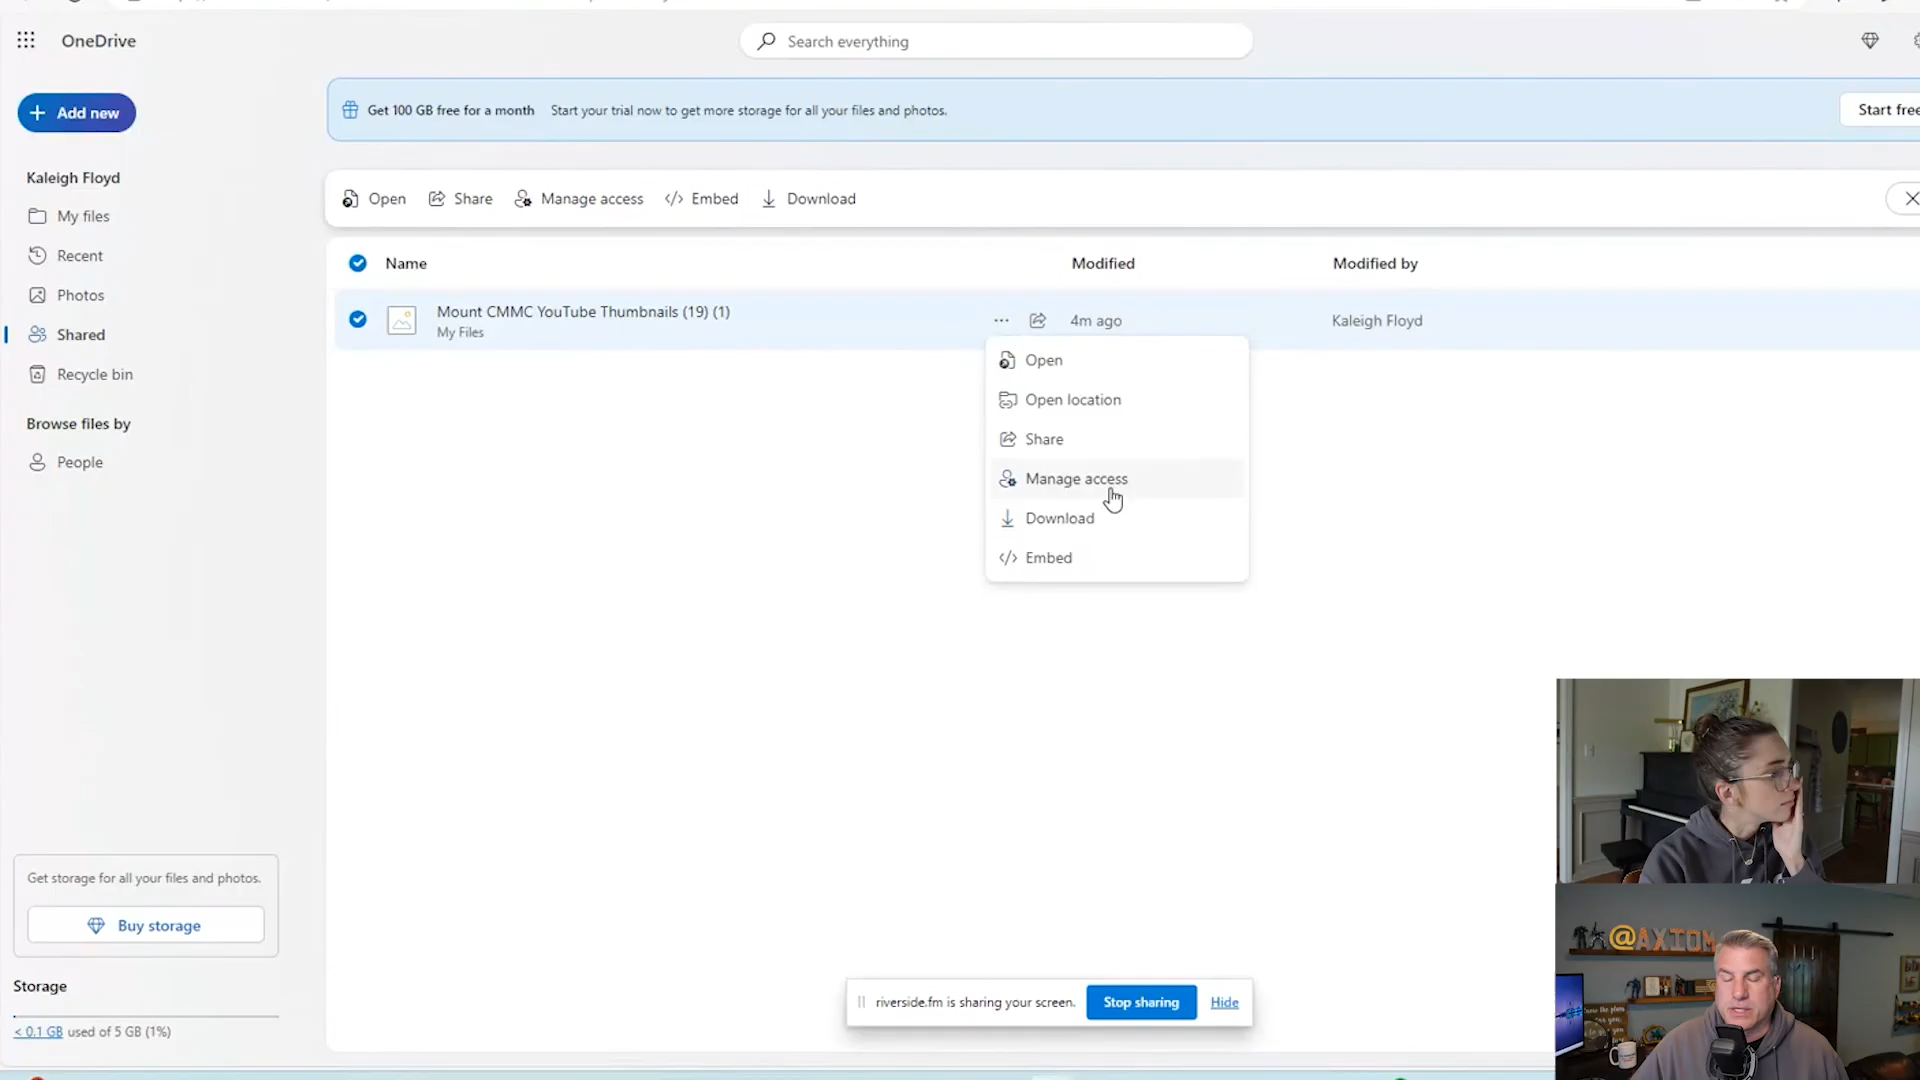 OneDrive
Search everything
Add new
Get 100 GB free for a month Start your trial now to get more storage for all your files and photos.
Start free
Kaleigh Floyd
My files
Recent
Photos
Shared
Recycle bin
Browse files by
People
Open Share Manage access Embed Download
Name Modified Modified by
Mount CMMC YouTube Thumbnails (19) (1)
My Files
4m ago Kaleigh Floyd
Open
Open location
Share
Manage access
Download
Embed
Get storage for all your files and photos.
Buy storage
Storage
< 0.1 GB used of 5 GB (1%)
riverside.fm is sharing your screen. Stop sharing Hide
@AXIOM